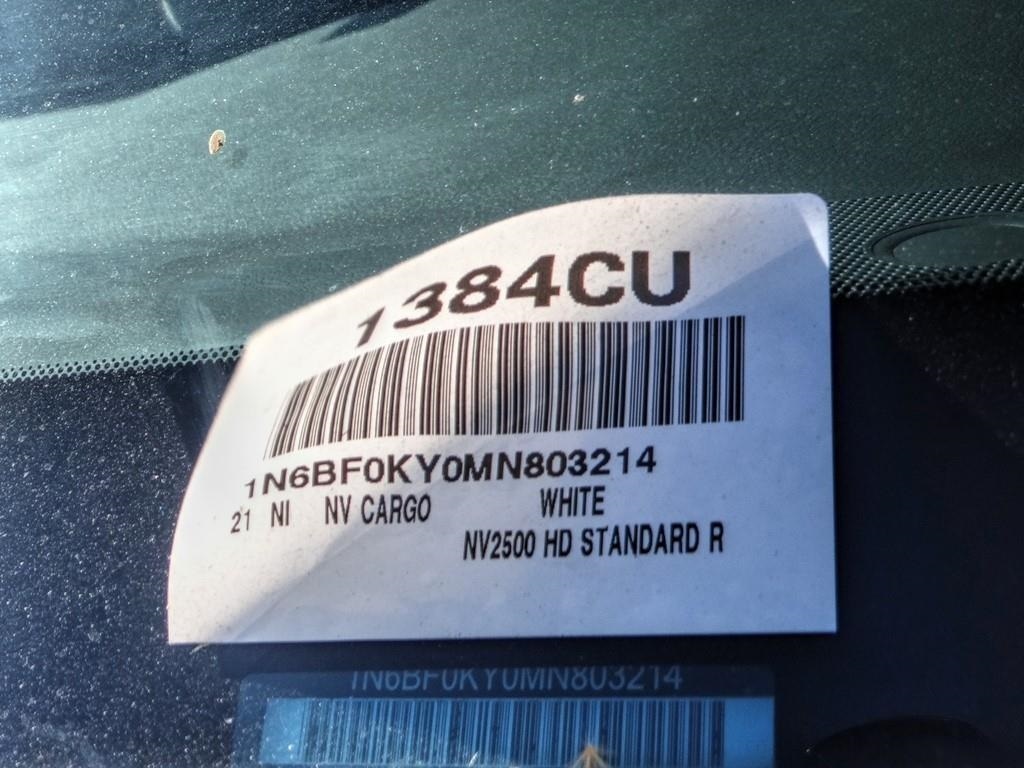 1384CU
1N6BF0KY0MN803214
21 NI NV CARGO WHITE
NV2500 HD STANDARD R
1N6BF0KY0MN803214